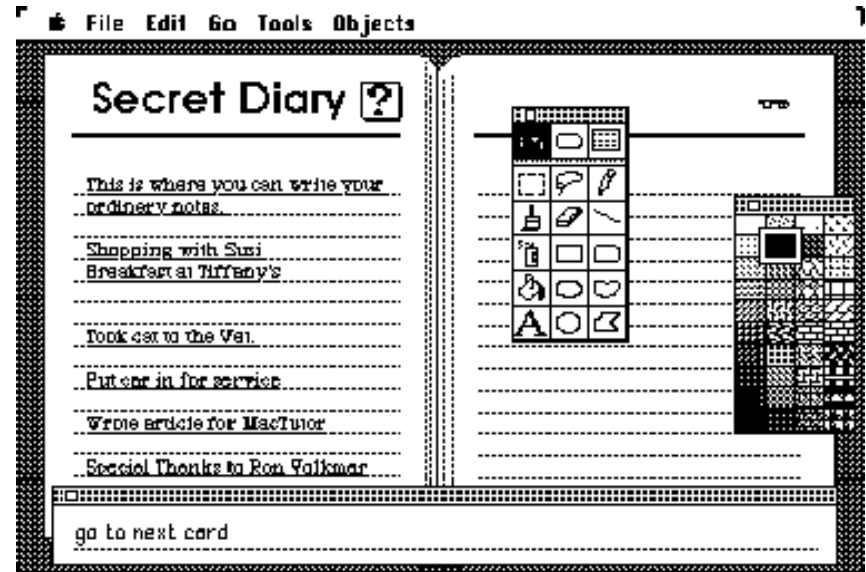 File Edit Go Tools Objects
Secret Diary ?
This is where you can write your
ordinery notes.
Shopping with Susi
Breakfast at Tiffany's
Took cat to the Vet.
Put car in for service
Wrote article for MacTutor
Special Thanks to Ron Valkmar
A
go to next card